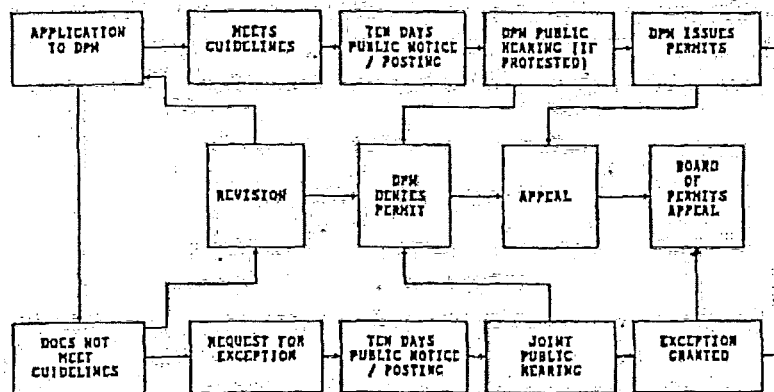 APPLICATION
TO DPW
MEETS
GUIDELINES
TEN DAYS
PUBLIC NOTICE
/ POSTING
DPW PUBLIC
HEARING (IF
PROTESTED)
DPW ISSUES
PERMITS
REVISION
DPW
DENIES
PERMIT
APPEAL
BOARD
OF
PERMITS
APPEAL
DOES NOT
MEET
GUIDELINES
REQUEST FOR
EXCEPTION
TEN DAYS
PUBLIC NOTICE
/ POSTING
JOINT
PUBLIC
HEARING
EXCEPTION
GRANTED